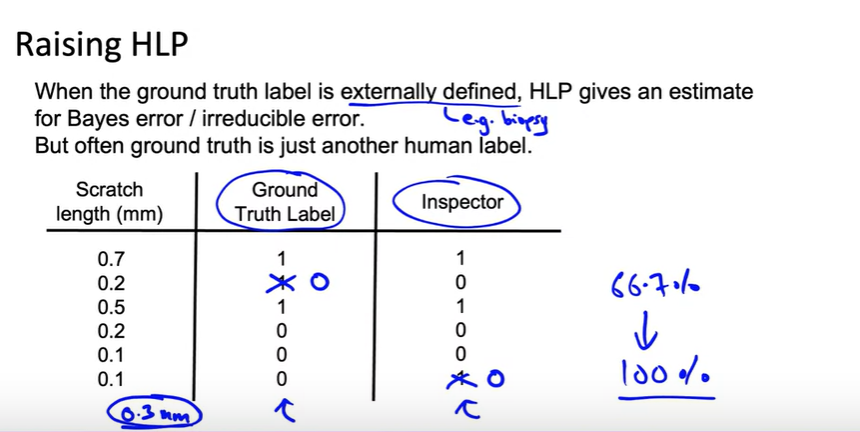 Raising HLP
When the ground truth label is externally defined, HLP gives an estimate
for Bayes error / irreducible error.
e.g. biopsy
But often ground truth is just another human label.
Scratch length (mm) Ground Truth Label Inspector
0.7 1 1
0.2 1 0 0
0.5 1 1
0.2 0 0
0.1 0 0
0.1 0 1 0
0.3 mm
66.7%
100%